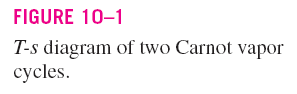 FIGURE 10–1
T-s diagram of two Carnot vapor
cycles.